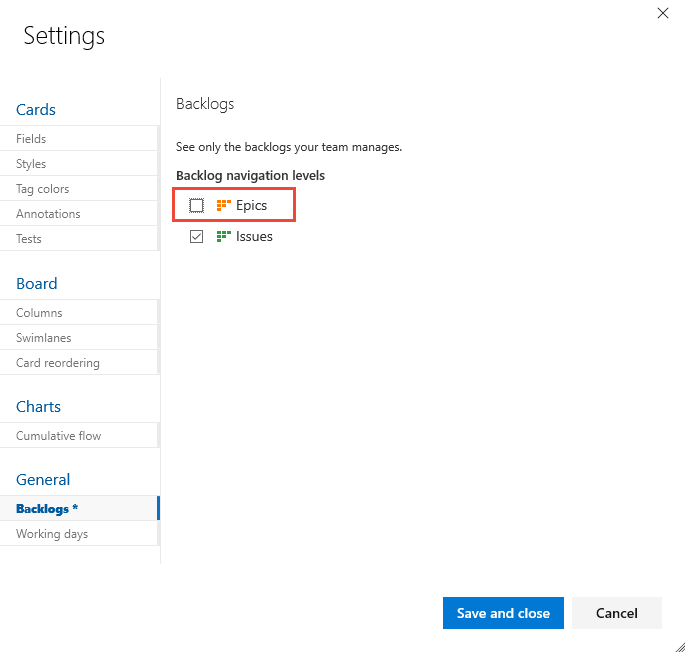 Settings
Cards
Fields
Styles
Tag colors
Annotations
Tests
Board
Columns
Swimlanes
Card reordering
Charts
Cumulative flow
General
Backlogs *
Working days
Backlogs
See only the backlogs your team manages.
Backlog navigation levels
Epics
Issues
Save and close
Cancel